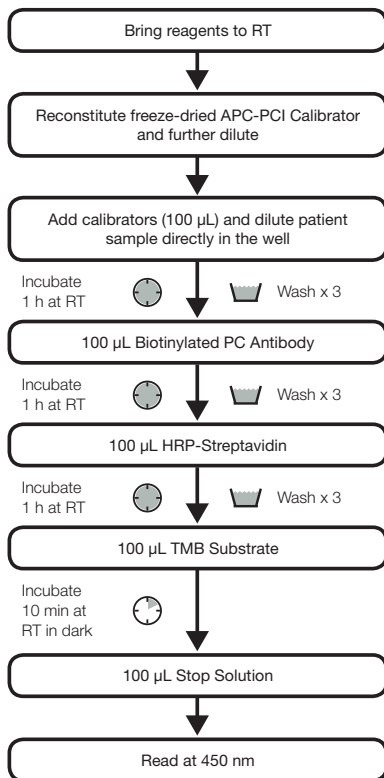 Bring reagents to RT
Reconstitute freeze-dried APC-PCI Calibrator
and further dilute
Add calibrators (100 µL) and dilute patient
sample directly in the well
Incubate
1 h at RT
Wash x 3
100 µL Biotinylated PC Antibody
Incubate
1 h at RT
Wash x 3
100 µL HRP-Streptavidin
Incubate
1 h at RT
Wash x 3
100 µL TMB Substrate
Incubate
10 min at
RT in dark
100 µL Stop Solution
Read at 450 nm